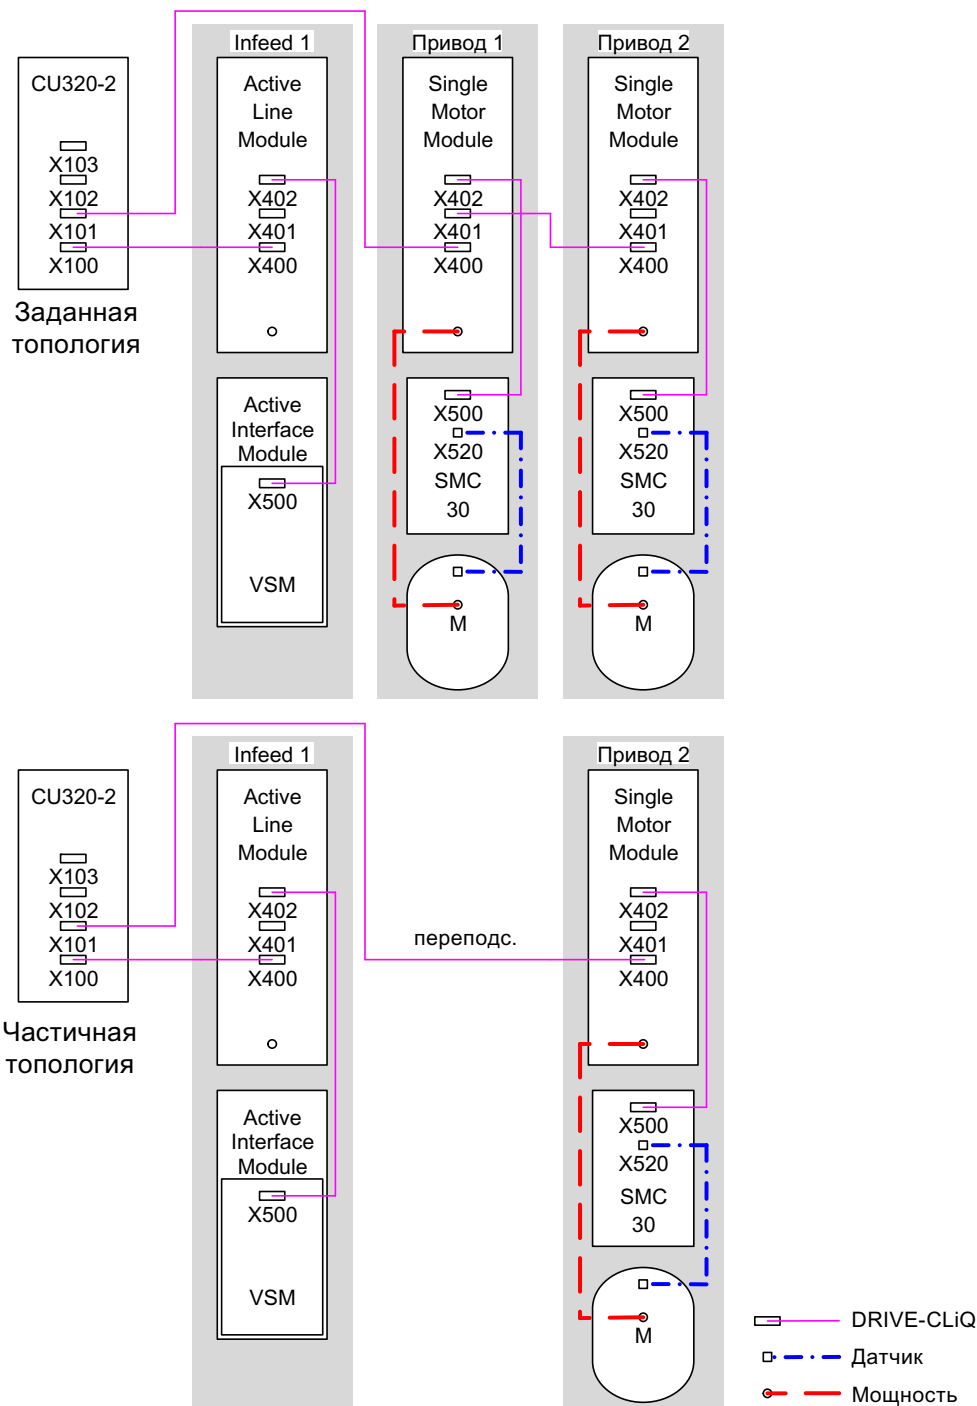 Infeed 1
Привод 1
Привод 2
CU320-2
X103
X102
X101
X100
Заданная
топология
Active
Line
Module
X402
X401
X400
Single
Motor
Module
X402
X401
X400
Single
Motor
Module
X402
X401
X400
Active
Interface
Module
X500
VSM
X500
X520
SMC
30
M
X500
X520
SMC
30
M
Infeed 1
Привод 2
CU320-2
X103
X102
X101
X100
Частичная
топология
Active
Line
Module
X402
X401
X400
переподс.
Single
Motor
Module
X402
X401
X400
Active
Interface
Module
X500
VSM
X500
X520
SMC
30
M
DRIVE-CLiQ
Датчик
Мощность